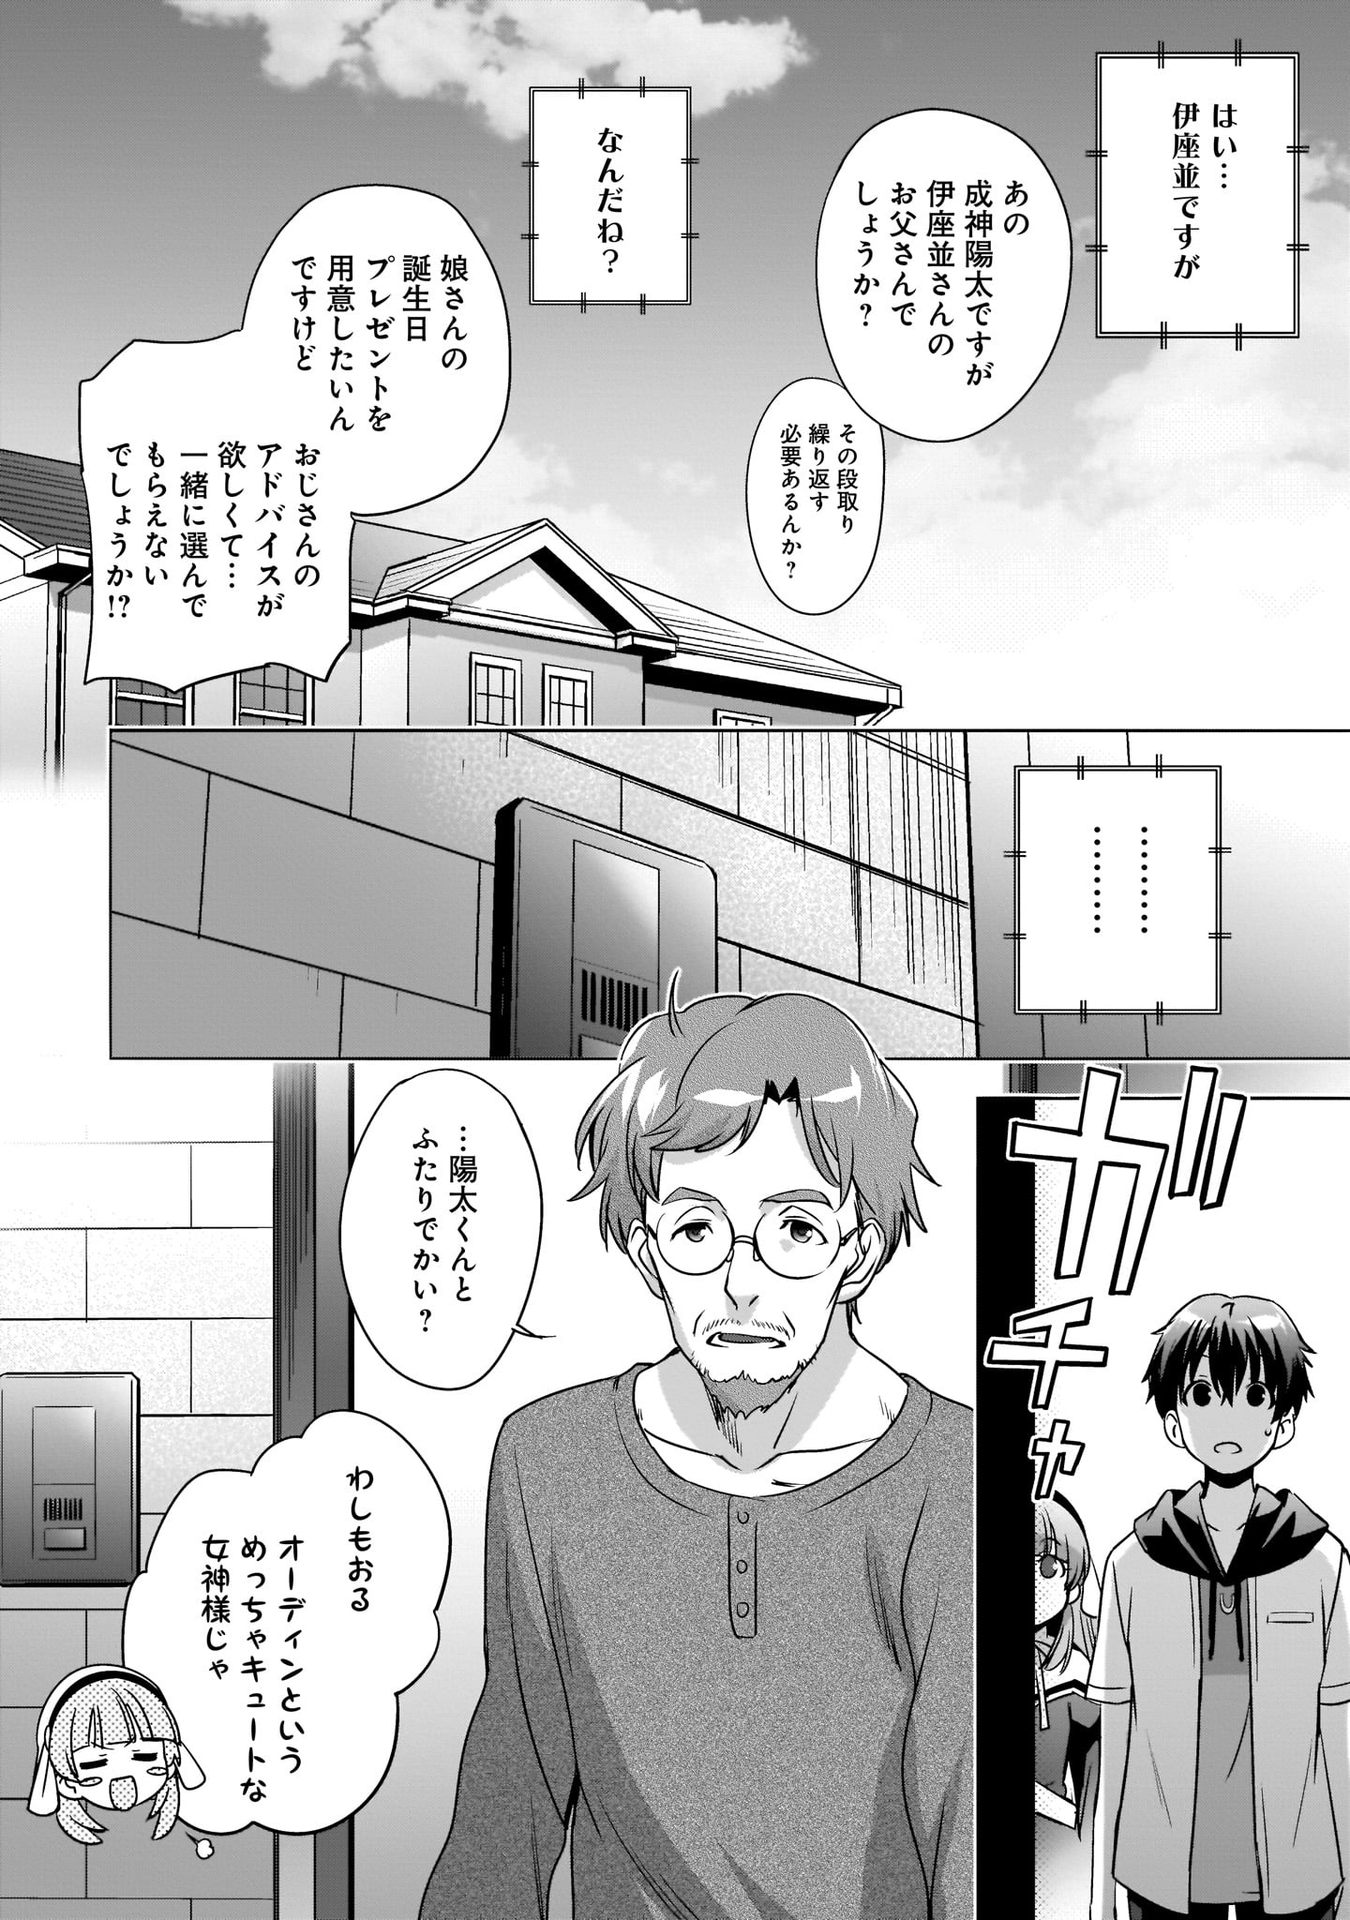 はい…
伊座並ですが
あの
成神陽太ですが
伊座並さんの
お父さんで
しょうか？
その段取り
繰り返す
必要あるんか？
なんだね？
娘さんの
誕生日
プレゼントを
用意したいん
ですけど
おじさんの
アドバイスが
欲しくて…
一緒に選んで
もらえない
でしょうか!?
………
………
ガチャッ
…陽太くんと
ふたりでかい？
わしもおる
オーディンという
めっちゃキュートな
女神様じゃ